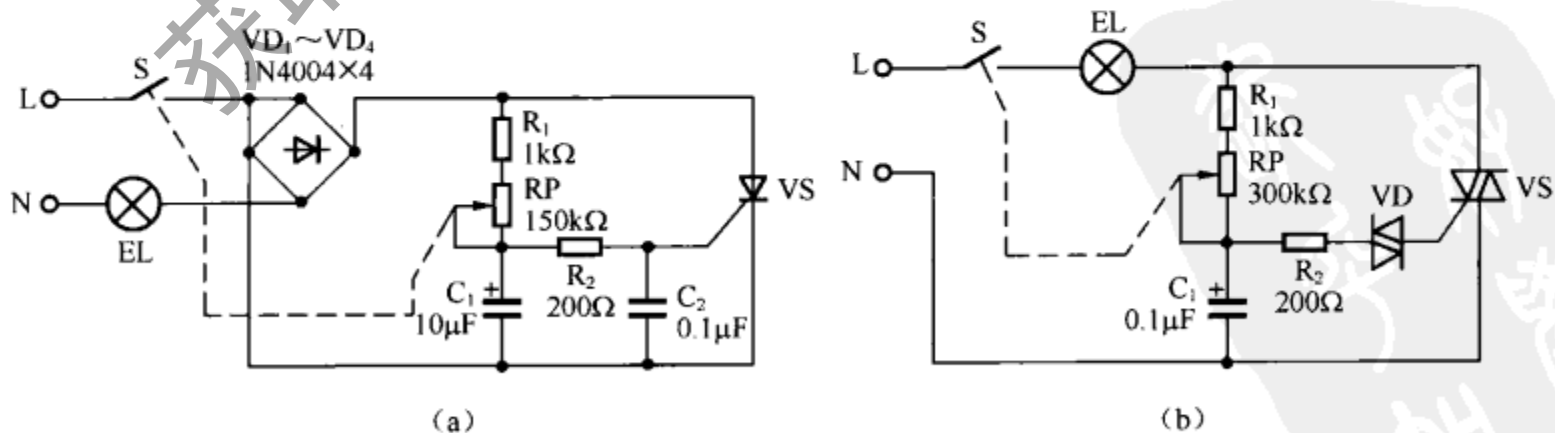 VD₁~VD₄
1N4004×4
S
L
N
EL
R₁
1kΩ
RP
150kΩ
R₂
200Ω
C₁ +
10μF
C₂
0.1μF
VS
(a)
S
EL
L
N
R₁
1kΩ
RP
300kΩ
VD
VS
R₂
200Ω
C₁ +
0.1μF
(b)